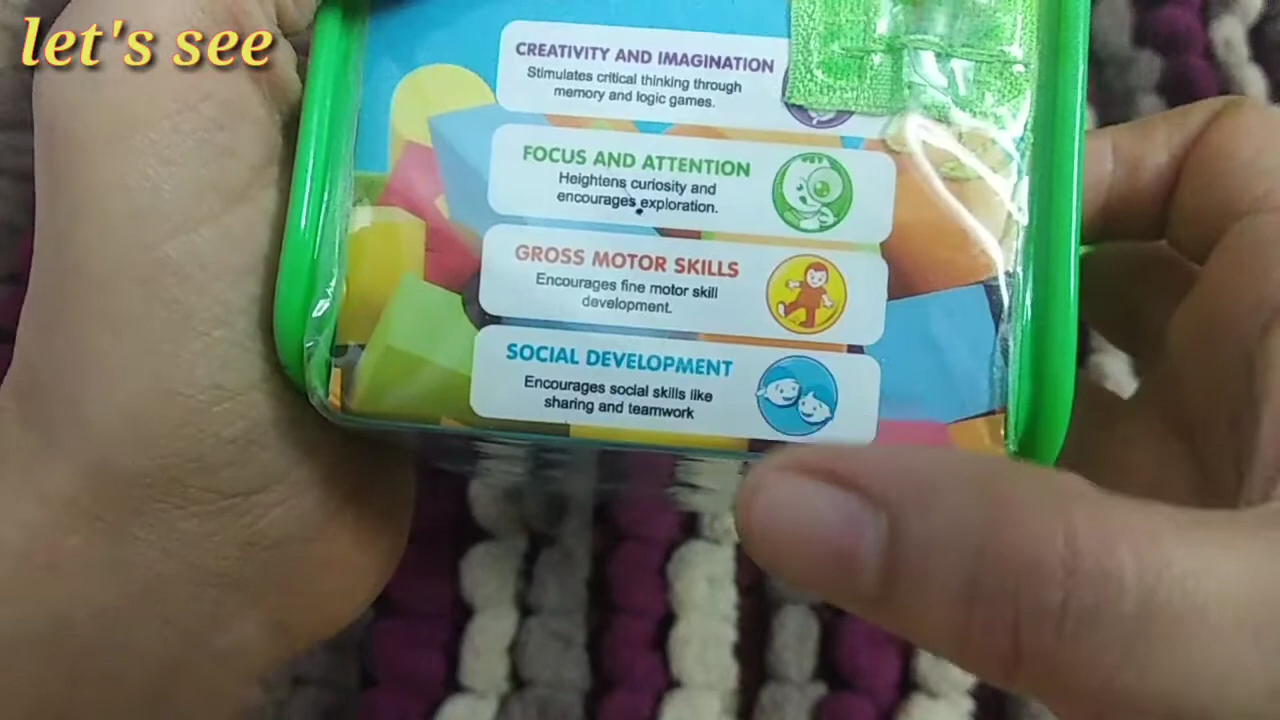 let's see
CREATIVITY AND IMAGINATION
Stimulates critical thinking through
memory and logic games.
FOCUS AND ATTENTION
Heightens curiosity and
encourages exploration.
GROSS MOTOR SKILLS
Encourages fine motor skill
development.
SOCIAL DEVELOPMENT
Encourages social skills like
sharing and teamwork